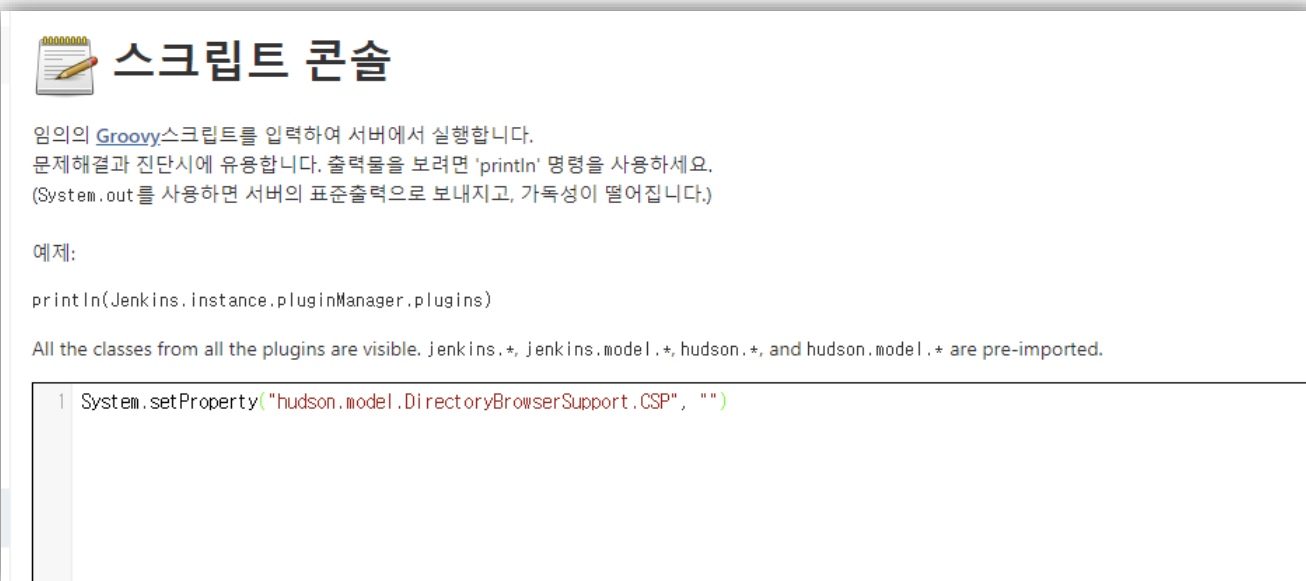 스크립트 콘솔
임의의 Groovy스크립트를 입력하여 서버에서 실행합니다.
문제해결과 진단시에 유용합니다. 출력물을 보려면 'println' 명령을 사용하세요.
(System.out를 사용하면 서버의 표준출력으로 보내지고, 가독성이 떨어집니다.)
예제:
println(Jenkins.instance.pluginManager.plugins)
All the classes from all the plugins are visible. jenkins.*, jenkins.model.*, hudson.*, and hudson.model.* are pre-imported.
1 System.setProperty("hudson.model.DirectoryBrowserSupport.CSP", "")